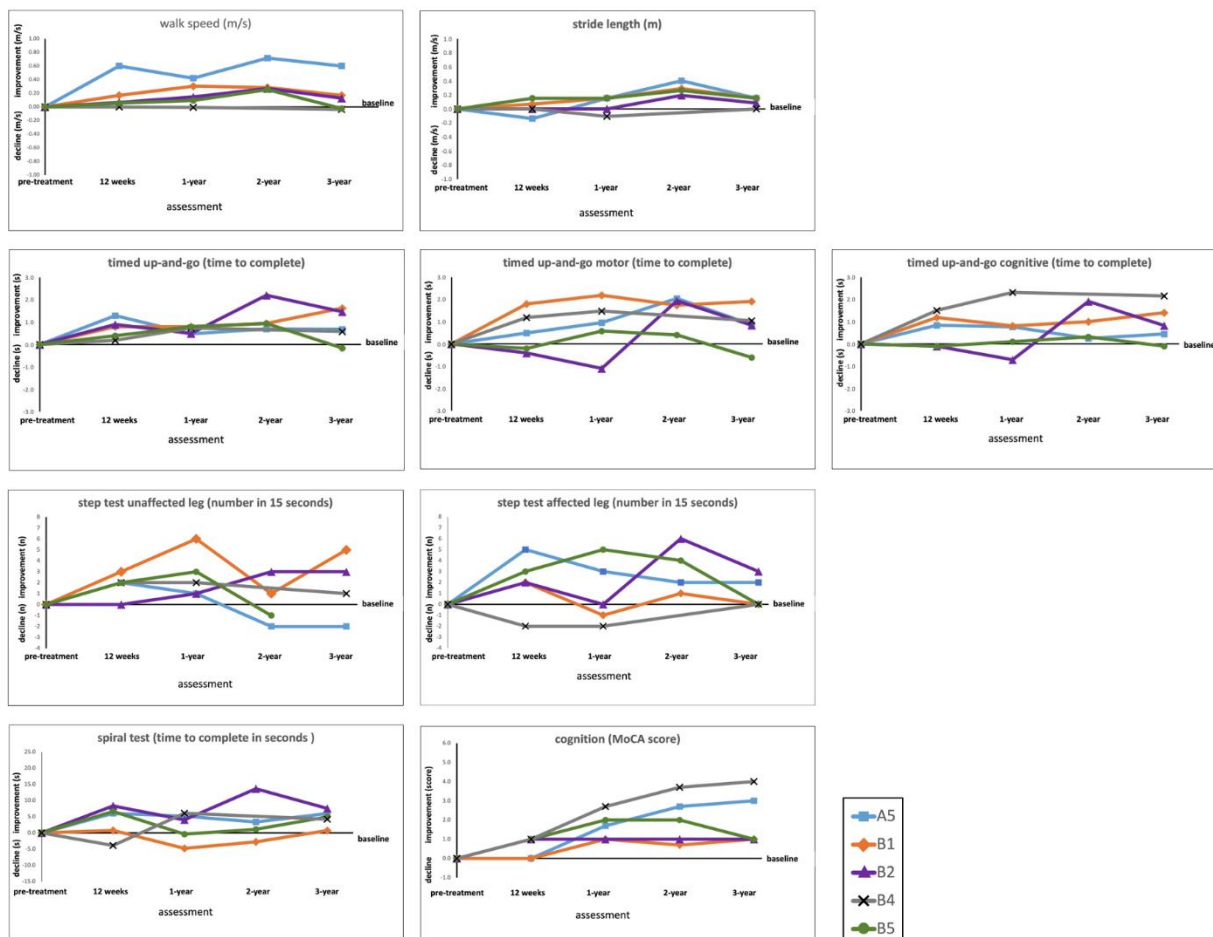 walk speed (m/s)
improvement (m/s)
decline (m/s)
1.00
0.80
0.60
0.40
0.20
0.00
-0.20
-0.40
-0.60
-0.80
-1.00
baseline
pre-treatment 12 weeks 1-year 2-year 3-year
assessment
stride length (m)
improvement (m/s)
decline (m/s)
1.0
0.8
0.6
0.4
0.2
0.0
-0.2
-0.4
-0.6
-0.8
-1.0
baseline
pre-treatment 12 weeks 1-year 2-year 3-year
assessment
timed up-and-go (time to complete)
improvement (s)
decline (s)
3.0
2.0
1.0
0.0
-1.0
-2.0
-3.0
baseline
pre-treatment 12 weeks 1-year 2-year 3-year
assessment
timed up-and-go motor (time to complete)
improvement (s)
decline (s)
3.0
2.0
1.0
0.0
-1.0
-2.0
-3.0
baseline
pre-treatment 12 weeks 1-year 2-year 3-year
assessment
timed up-and-go cognitive (time to complete)
improvement (s)
decline (s)
3.0
2.0
1.0
0.0
-1.0
-2.0
-3.0
baseline
pre-treatment 12 weeks 1-year 2-year 3-year
assessment
step test unaffected leg (number in 15 seconds)
improvement (n)
decline (n)
8
7
6
5
4
3
2
1
0
-1
-2
-3
-4
baseline
pre-treatment 12 weeks 1-year 2-year 3-year
assessment
step test affected leg (number in 15 seconds)
improvement (n)
decline (n)
8
7
6
5
4
3
2
1
0
-1
-2
-3
-4
baseline
pre-treatment 12 weeks 1-year 2-year 3-year
assessment
spiral test (time to complete in seconds )
improvement (s)
decline (s)
25.0
20.0
15.0
10.0
5.0
0.0
-5.0
-10.0
-15.0
baseline
pre-treatment 12 weeks 1-year 2-year 3-year
assessment
cognition (MoCA score)
improvement (score)
decline
6.0
5.0
4.0
3.0
2.0
1.0
0.0
-1.0
baseline
pre-treatment 12 weeks 1-year 2-year 3-year
assessment
A5
B1
B2
B4
B5